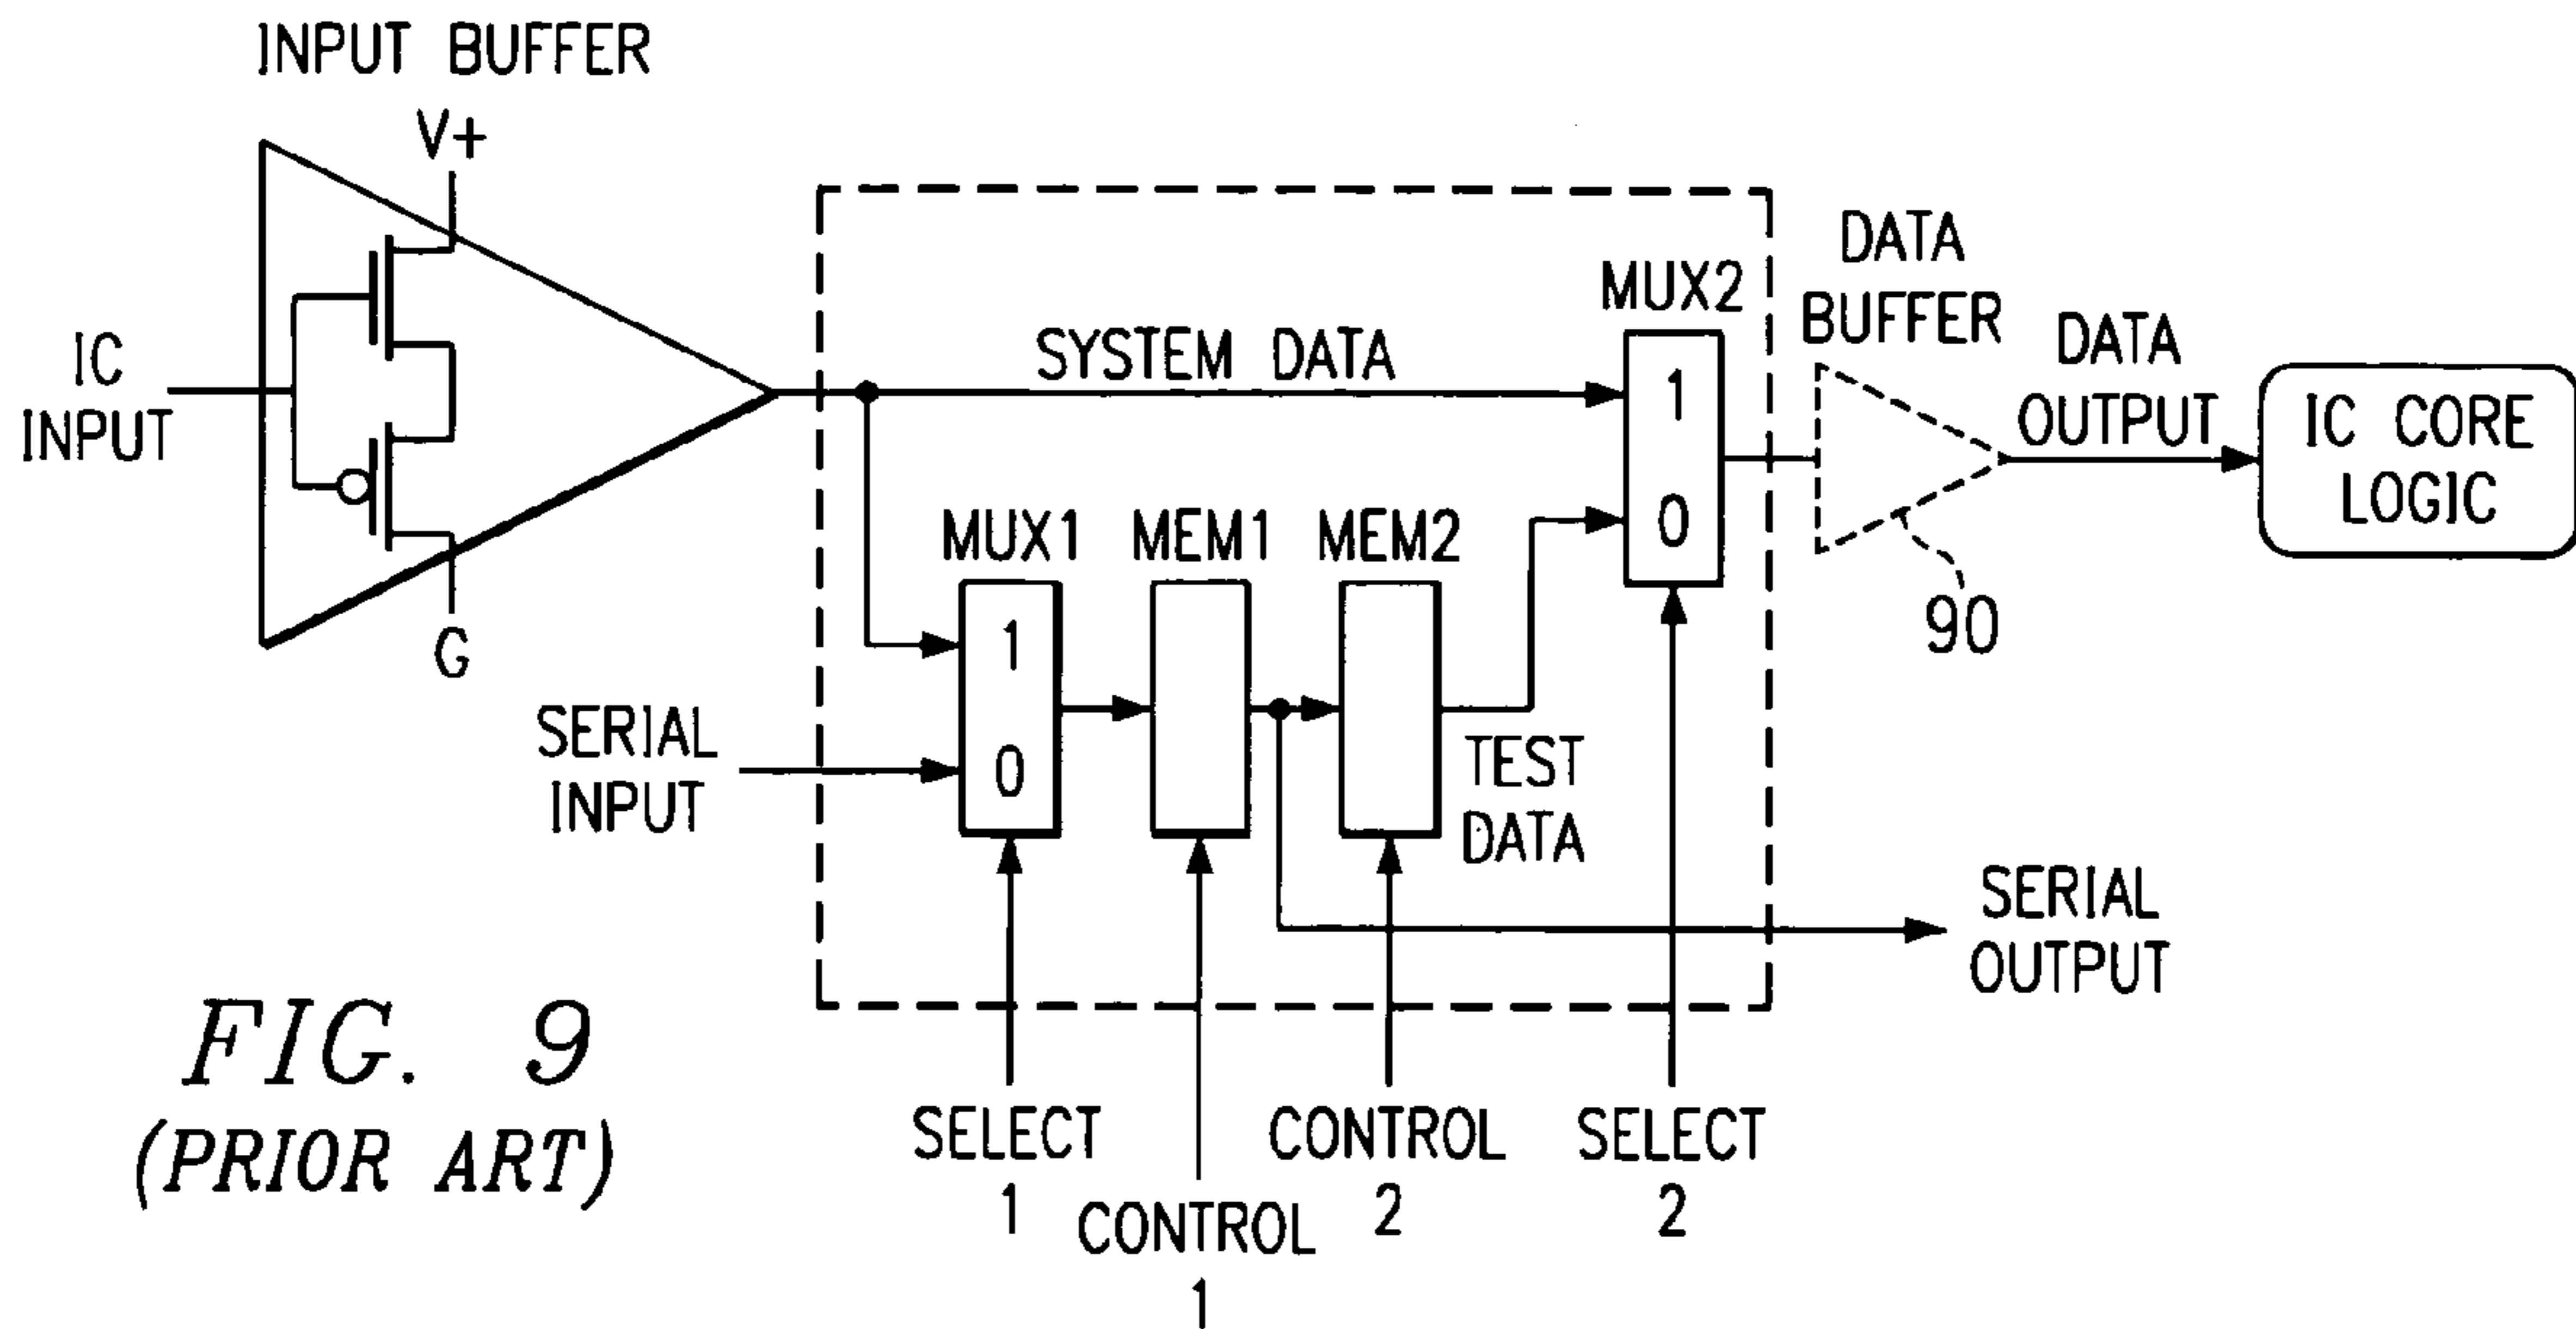 INPUT BUFFER
V+
IC
INPUT
G
SYSTEM DATA
MUX1
1
0
MEM1
MEM2
MUX2
1
0
DATA
BUFFER
90
DATA
OUTPUT
IC CORE
LOGIC
SERIAL
INPUT
TEST
DATA
SERIAL
OUTPUT
SELECT
1
CONTROL
1
CONTROL
2
SELECT
2
FIG. 9
(PRIOR ART)